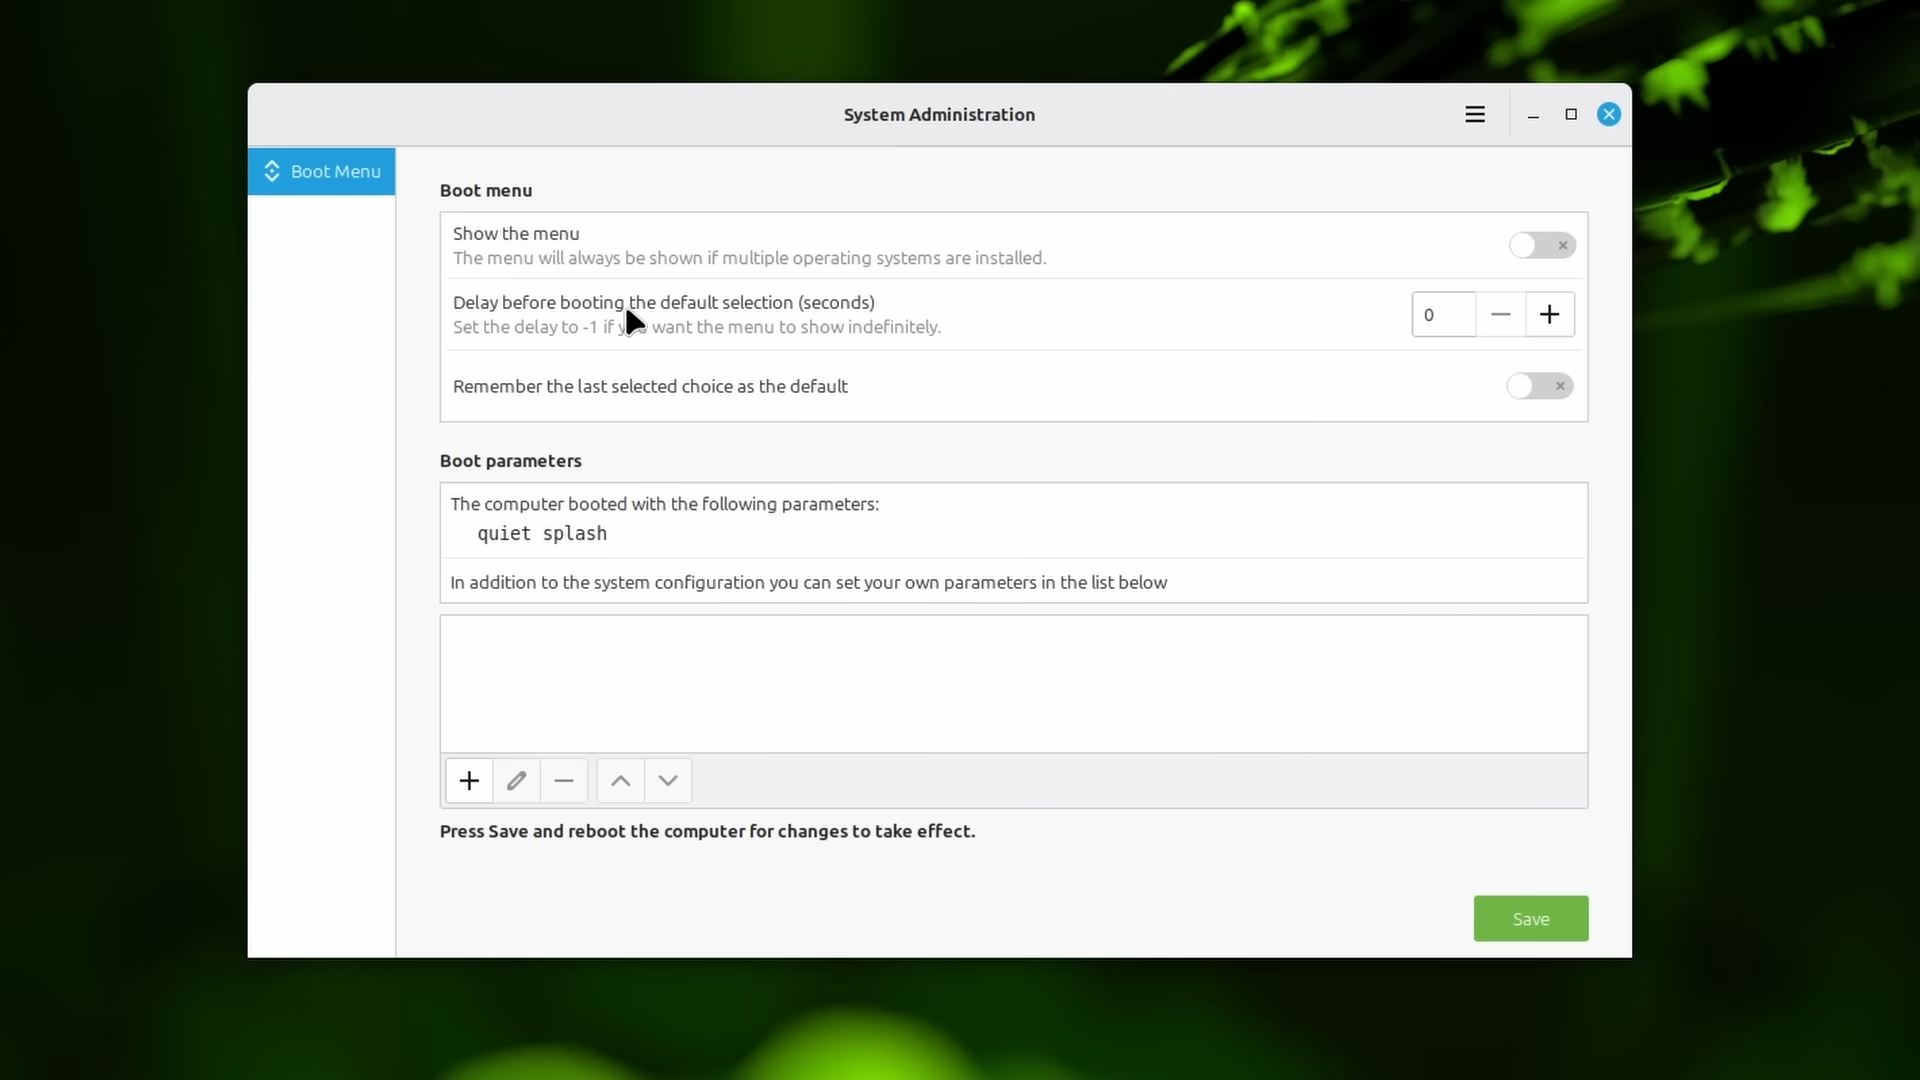 System Administration
Boot Menu
Boot menu
Show the menu
The menu will always be shown if multiple operating systems are installed.
Delay before booting the default selection (seconds)
Set the delay to -1 if you want the menu to show indefinitely.
0
Remember the last selected choice as the default
Boot parameters
The computer booted with the following parameters:
quiet splash
In addition to the system configuration you can set your own parameters in the list below
Press Save and reboot the computer for changes to take effect.
Save